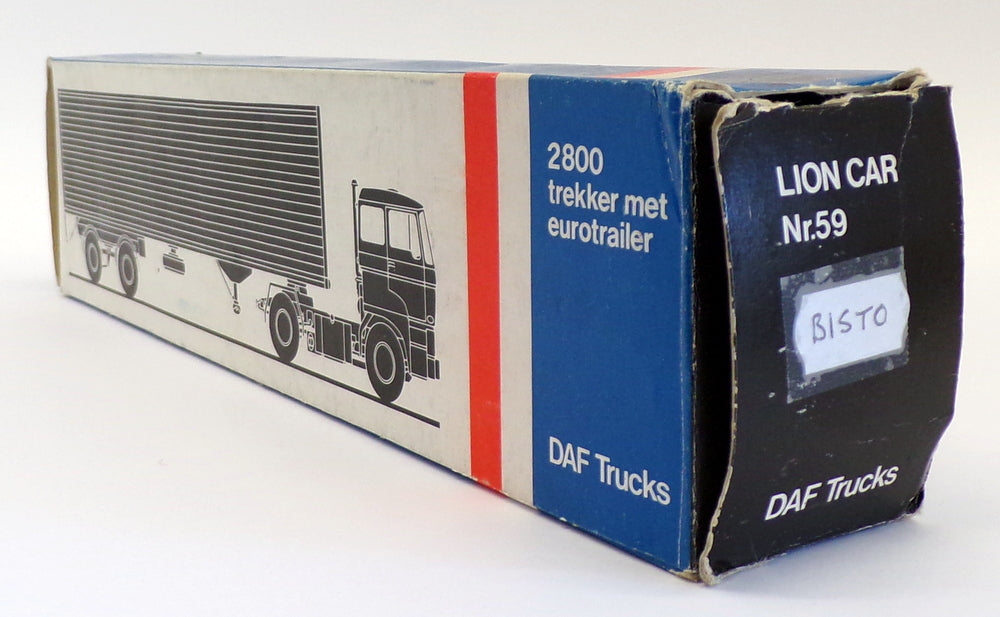 2800
trekker met
eurotrailer
DAF Trucks
LION CAR
Nr.59
BISTO
DAF Trucks